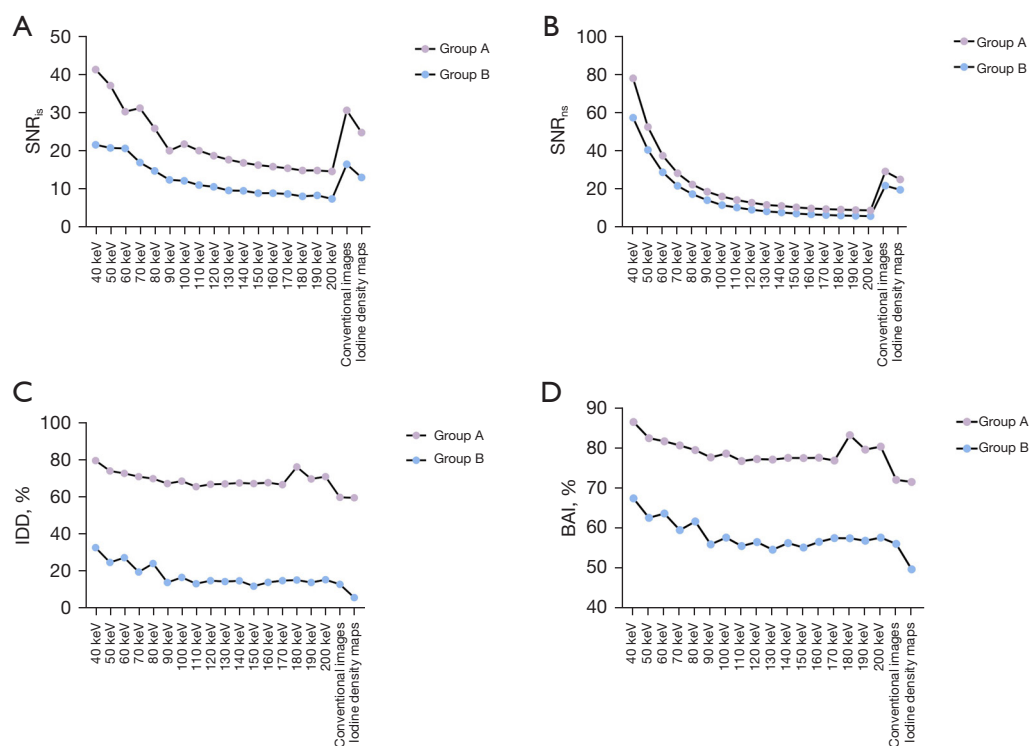 A
50
40
30
20
10
0
SNRis
Group A
Group B
40 keV
50 keV
60 keV
70 keV
80 keV
90 keV
100 keV
110 keV
120 keV
130 keV
140 keV
150 keV
160 keV
170 keV
180 keV
190 keV
200 keV
Conventional images
Iodine density maps
B
100
80
60
40
20
0
SNRns
Group A
Group B
40 keV
50 keV
60 keV
70 keV
80 keV
90 keV
100 keV
110 keV
120 keV
130 keV
140 keV
150 keV
160 keV
170 keV
180 keV
190 keV
200 keV
Conventional images
Iodine density maps
C
100
80
60
40
20
0
IDD, %
Group A
Group B
40 keV
50 keV
60 keV
70 keV
80 keV
90 keV
100 keV
110 keV
120 keV
130 keV
140 keV
150 keV
160 keV
170 keV
180 keV
190 keV
200 keV
Conventional images
Iodine density maps
D
90
80
70
60
50
40
BAI, %
Group A
Group B
40 keV
50 keV
60 keV
70 keV
80 keV
90 keV
100 keV
110 keV
120 keV
130 keV
140 keV
150 keV
160 keV
170 keV
180 keV
190 keV
200 keV
Conventional images
Iodine density maps